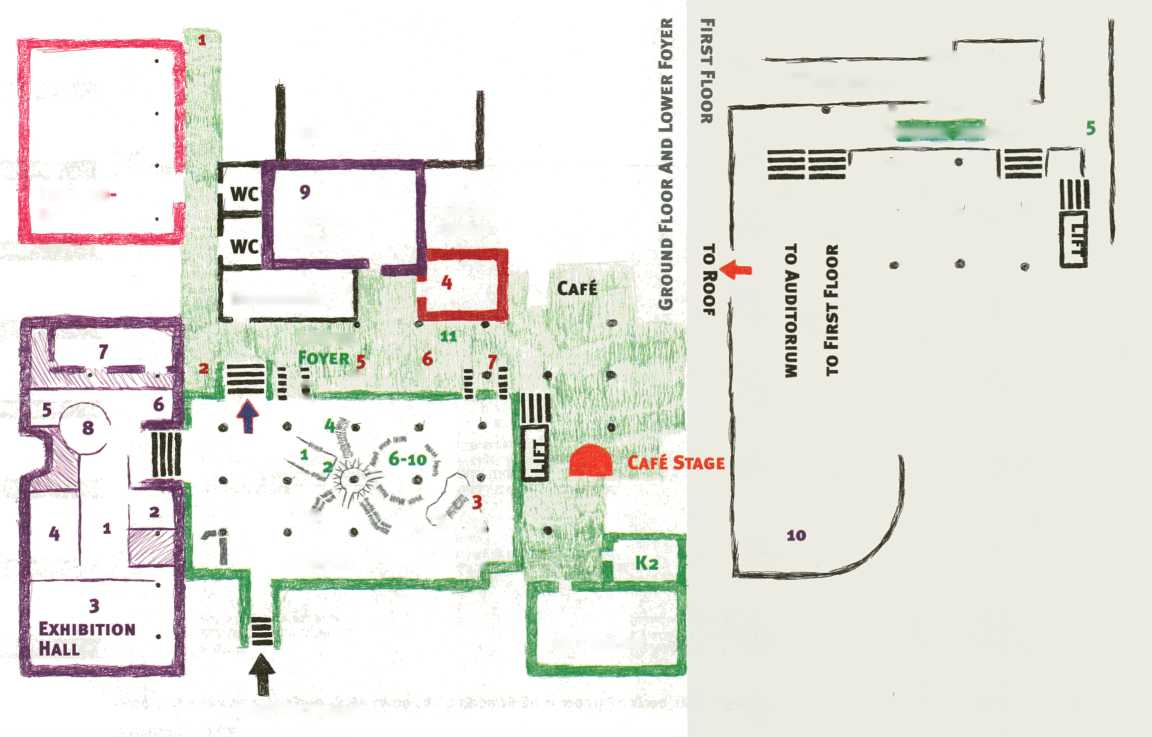 1
WC
9
WC
4
CAFÉ
11
FOYER
5
6
7
2
7
5
6
8
4
1
2
6-10
3
LIFT
CAFÉ STAGE
4
1
2
K2
3
EXHIBITION
HALL
GROUND FLOOR AND LOWER FOYER
FIRST FLOOR
5
LIFT
TO ROOF
TO AUDITORIUM
TO FIRST FLOOR
10